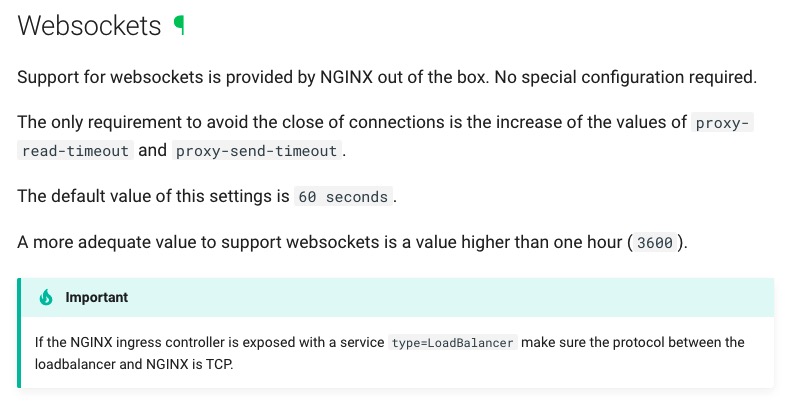 Websockets ¶
Support for websockets is provided by NGINX out of the box. No special configuration required.
The only requirement to avoid the close of connections is the increase of the values of proxy-
read-timeout and proxy-send-timeout .
The default value of this settings is 60 seconds .
A more adequate value to support websockets is a value higher than one hour ( 3600 ).
Important
If the NGINX ingress controller is exposed with a service type=LoadBalancer make sure the protocol between the
loadbalancer and NGINX is TCP.